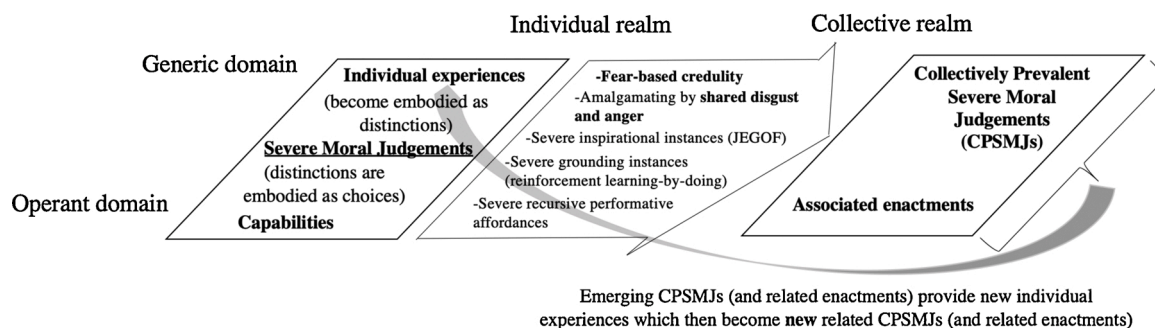 Individual realm
Collective realm
Generic domain
Operant domain
Individual experiences
(become embodied as
distinctions)
Severe Moral Judgements
(distinctions are
embodied as choices)
Capabilities
-Fear-based credulity
-Amalgamating by shared disgust
and anger
-Severe inspirational instances (JEGOF)
-Severe grounding instances
(reinforcement learning-by-doing)
-Severe recursive performative
affordances
Collectively Prevalent
Severe Moral
Judgements
(CPSMJs)
Associated enactments
Emerging CPSMJs (and related enactments) provide new individual
experiences which then become new related CPSMJs (and related enactments)